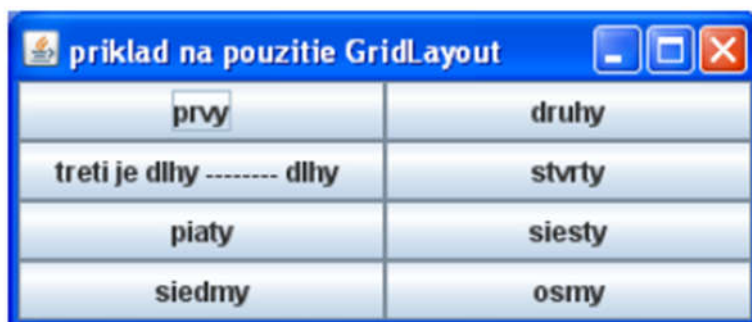 priklad na pouzitie GridLayout
prvy druhy
treti je dlhy -------- dlhy stvrty
piaty siesty
siedmy osmy